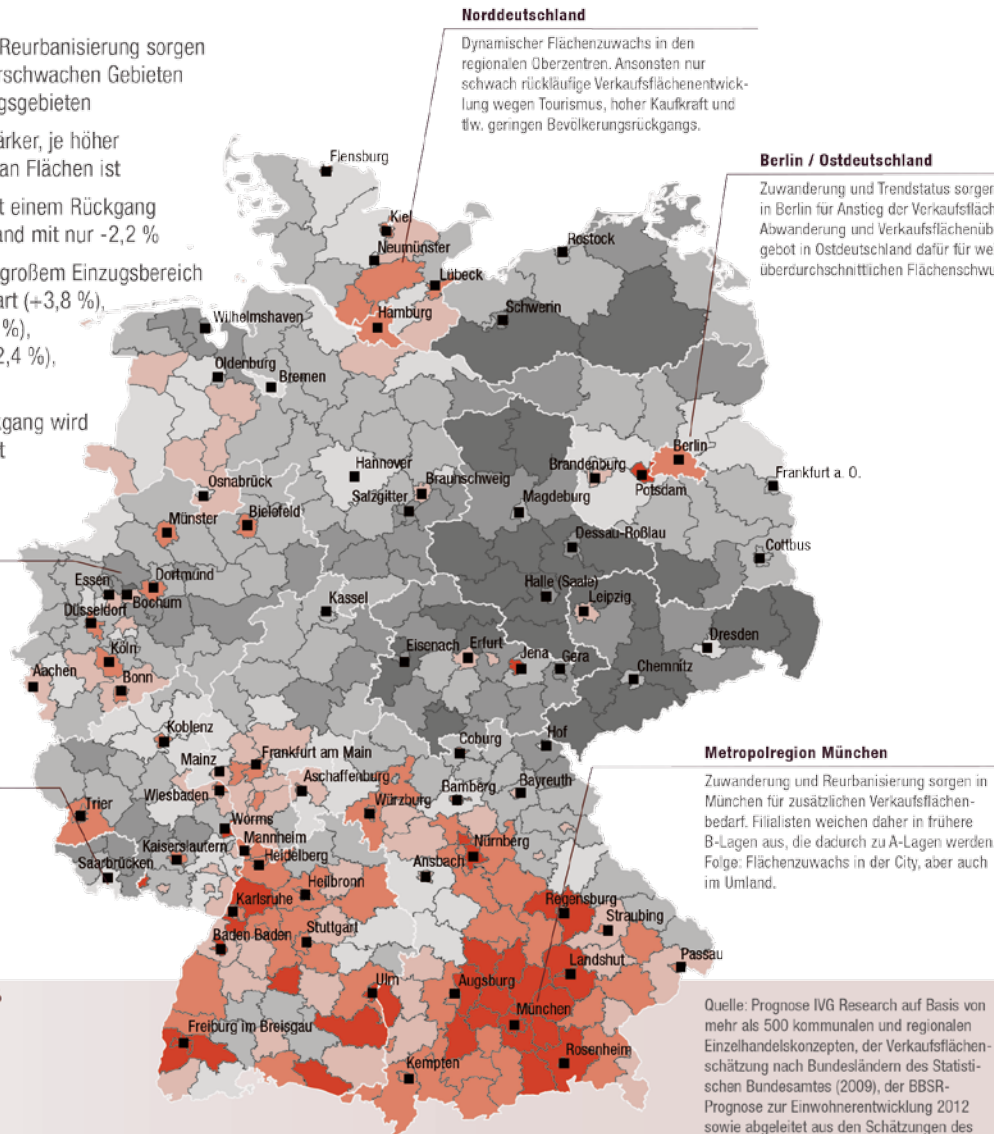 Reurbanisierung sorgen
rschwachen Gebieten
gsgebieten
ärker, je höher
an Flächen ist
t einem Rückgang
and mit nur -2,2 %
großem Einzugsbereich
art (+3,8 %),
%),
2,4 %),
kgang wird
t
Norddeutschland
Dynamischer Flächenzuwachs in den
regionalen Oberzentren. Ansonsten nur
schwach rückläufige Verkaufsflächenentwick-
lung wegen Tourismus, hoher Kaufkraft und
tlw. geringen Bevölkerungsrückgangs.
Berlin / Ostdeutschland
Zuwanderung und Trendstatus sorgen
in Berlin für Anstieg der Verkaufsfläch
Abwanderung und Verkaufsflächenüb
gebot in Ostdeutschland dafür für we
überdurchschnittlichen Flächenschwu
Flensburg
Kiel
Neumünster
Rostock
Lübeck
Schwerin
Wilhelmshaven
Hamburg
Oldenburg
Bremen
Berlin
Hannover
Brandenburg
Potsdam
Frankfurt a. O.
Osnabrück
Salzgitter
Braunschweig
Magdeburg
Münster
Bielefeld
Dessau-Roßlau
Cottbus
Essen
Dortmund
Bochum
Düsseldorf
Kassel
Halle (Saale)
Leipzig
Köln
Eisenach
Erfurt
Jena
Gera
Dresden
Aachen
Bonn
Chemnitz
Koblenz
Coburg
Hof
Frankfurt am Main
Mainz
Aschaffenburg
Bamberg
Bayreuth
Wiesbaden
Würzburg
Trier
Worms
Kaiserslautern
Mannheim
Nürnberg
Saarbrücken
Heidelberg
Ansbach
Heilbronn
Karlsruhe
Regensburg
Straubing
Baden Baden
Stuttgart
Passau
Landshut
Ulm
Augsburg
München
Freiburg im Breisgau
Rosenheim
Kempten
Metropolregion München
Zuwanderung und Reurbanisierung sorgen in
München für zusätzlichen Verkaufsflächen-
bedarf. Filialisten weichen daher in frühere
B-Lagen aus, die dadurch zu A-Lagen werden
Folge: Flächenzuwachs in der City, aber auch
im Umland.
Quelle: Prognose IVG Research auf Basis von
mehr als 500 kommunalen und regionalen
Einzelhandelskonzepten, der Verkaufsflächen-
schätzung nach Bundesländern des Statisti-
schen Bundesamtes (2009), der BBSR-
Prognose zur Einwohnerentwicklung 2012
sowie abgeleitet aus den Schätzungen des